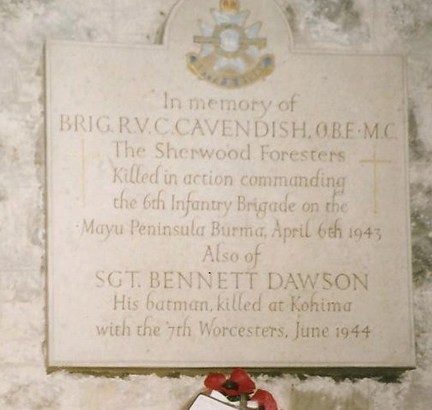 In memory of
BRIG. R.V.C. CAVENDISH, O.B.E · M.C.
The Sherwood Foresters
Killed in action commanding
the 6th Infantry Brigade on the
Mayu Peninsula Burma, April 6th 1943
Also of
SGT. BENNETT DAWSON
His batman, killed at Kohima
with the 7th Worcesters, June 1944